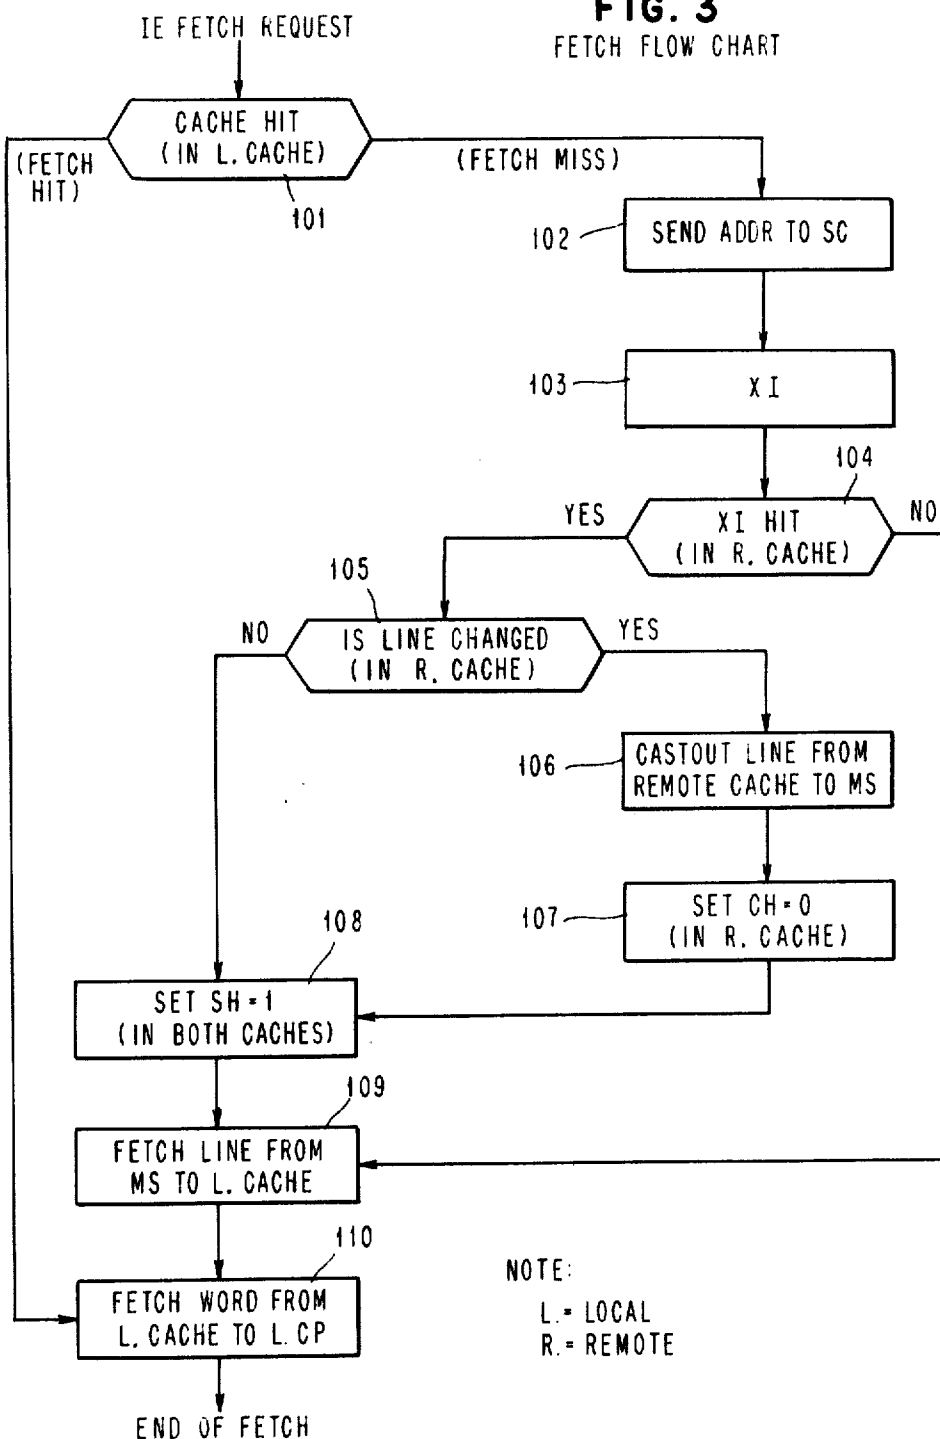 FIG. 3
FETCH FLOW CHART
IE FETCH REQUEST
CACHE HIT
(IN L. CACHE)
(FETCH
HIT)
(FETCH MISS)
101
102
SEND ADDR TO SC
103
XI
104
YES
XI HIT
(IN R. CACHE)
NO
105
NO
IS LINE CHANGED
(IN R. CACHE)
YES
106
CASTOUT LINE FROM
REMOTE CACHE TO MS
107
SET CH=0
(IN R. CACHE)
108
SET SH=1
(IN BOTH CACHES)
109
FETCH LINE FROM
MS TO L. CACHE
110
FETCH WORD FROM
L. CACHE TO L. CP
NOTE:
L.= LOCAL
R.= REMOTE
END OF FETCH